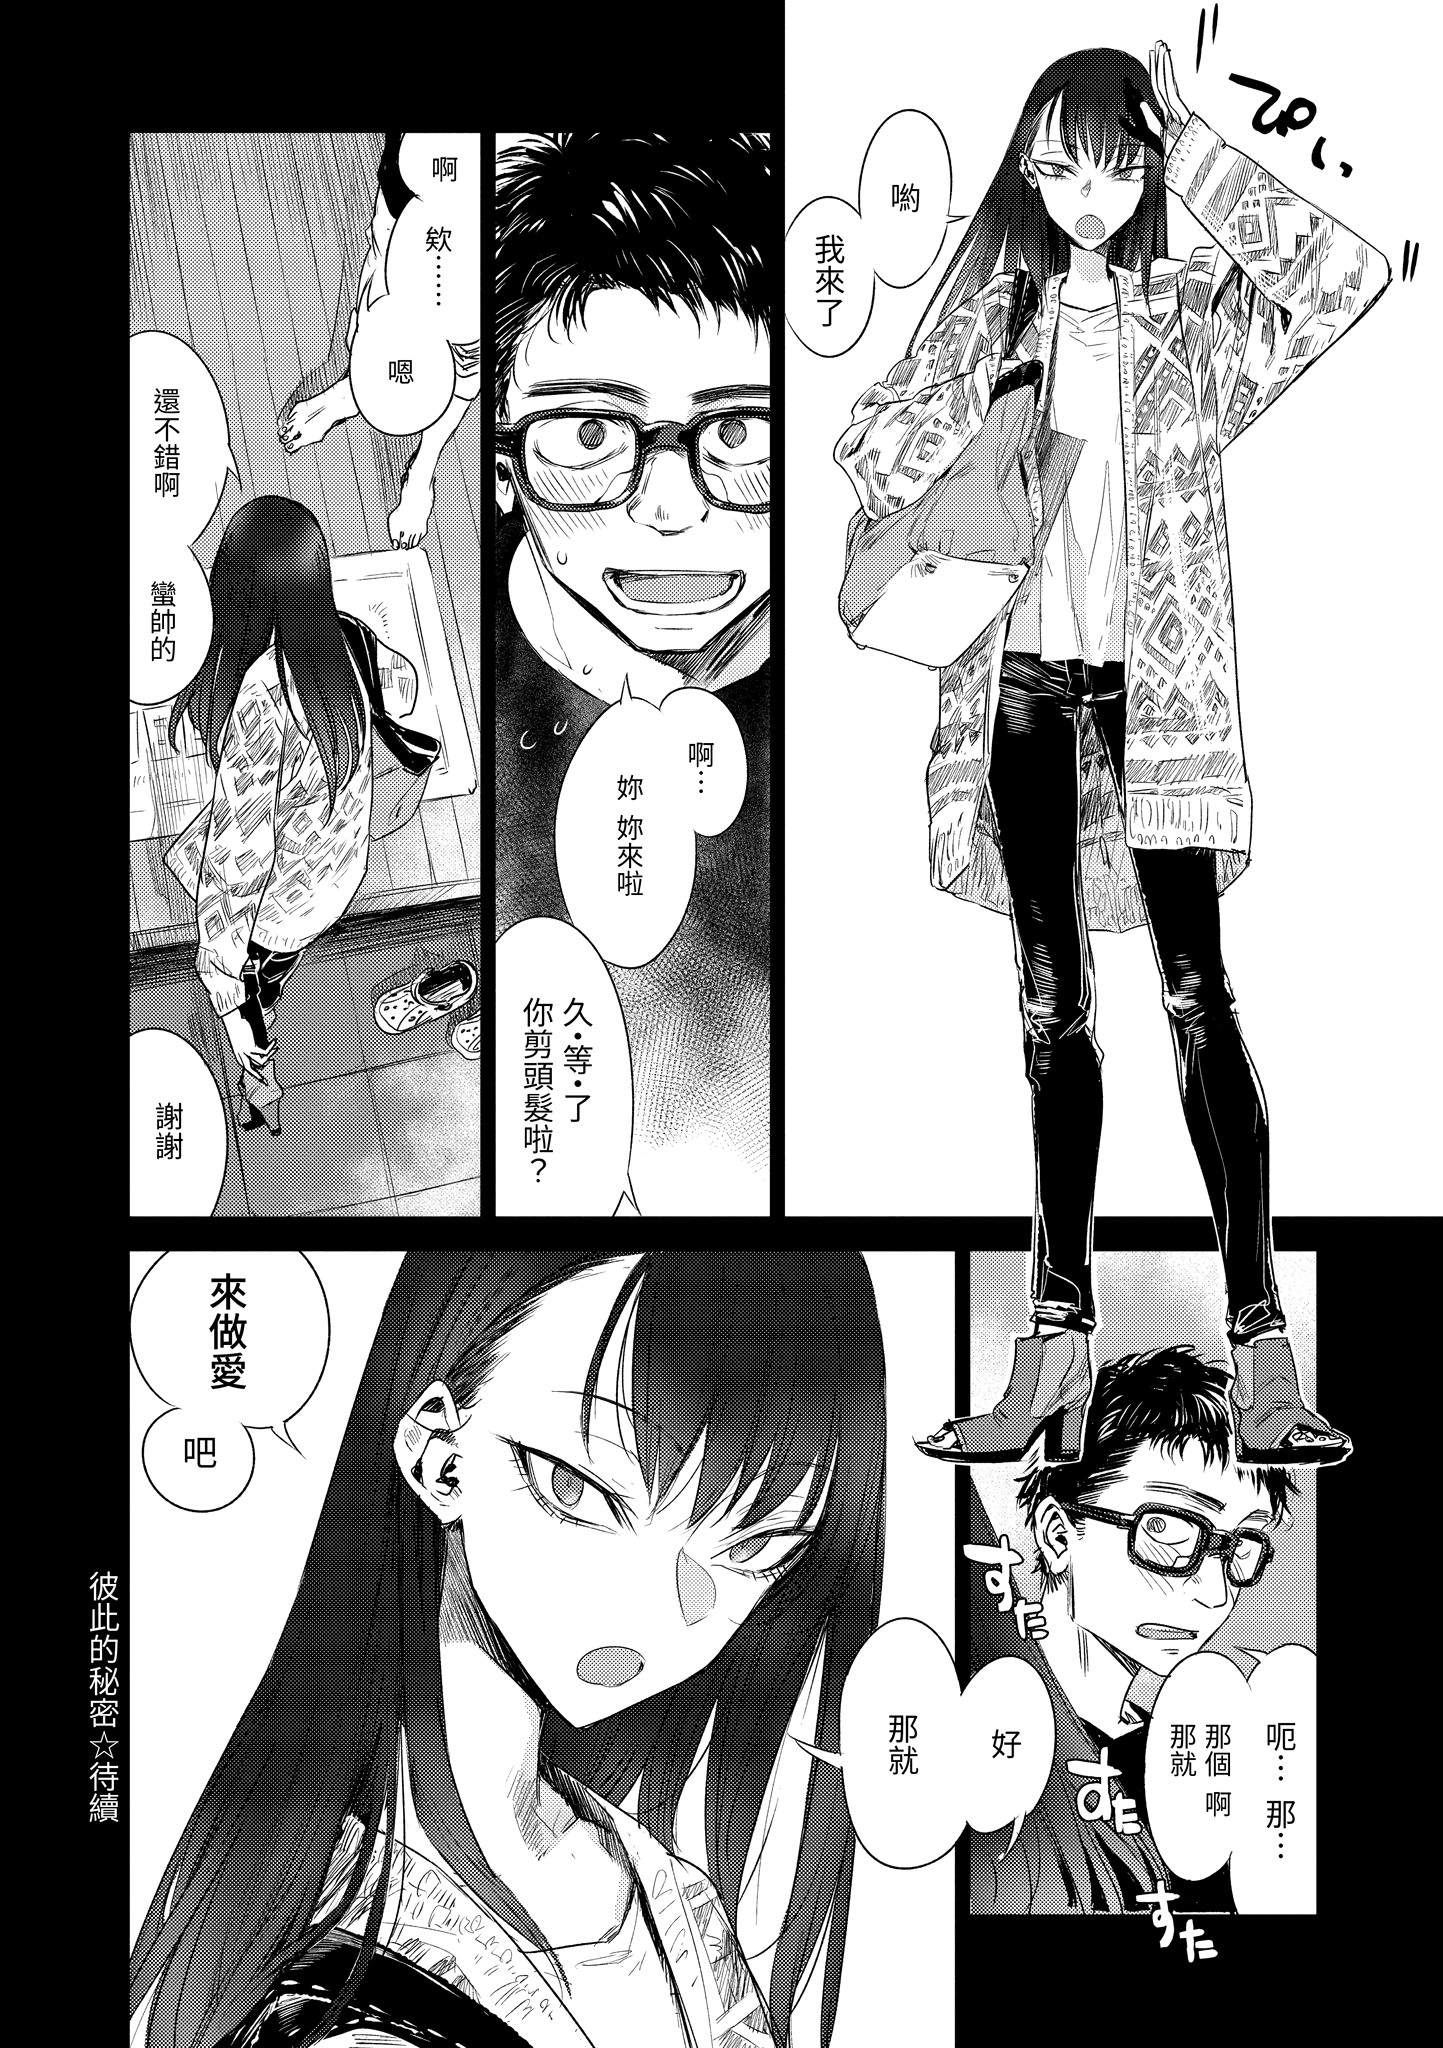 ぴぃっ
喲
我來了
啊…
妳 妳來啦
久·等·了
你剪頭髮啦？
啊
欸……
嗯
還不錯啊
蠻帥的
謝謝
呃… 那…
那個 啊
那就
すた
すた
すた
好
那就
來做愛
吧
彼此的秘密☆待續